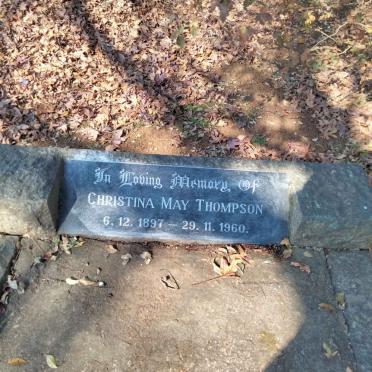 In Loving Memory Of
CHRISTINA MAY THOMPSON
6. 12. 1897 - 29. 11. 1960.